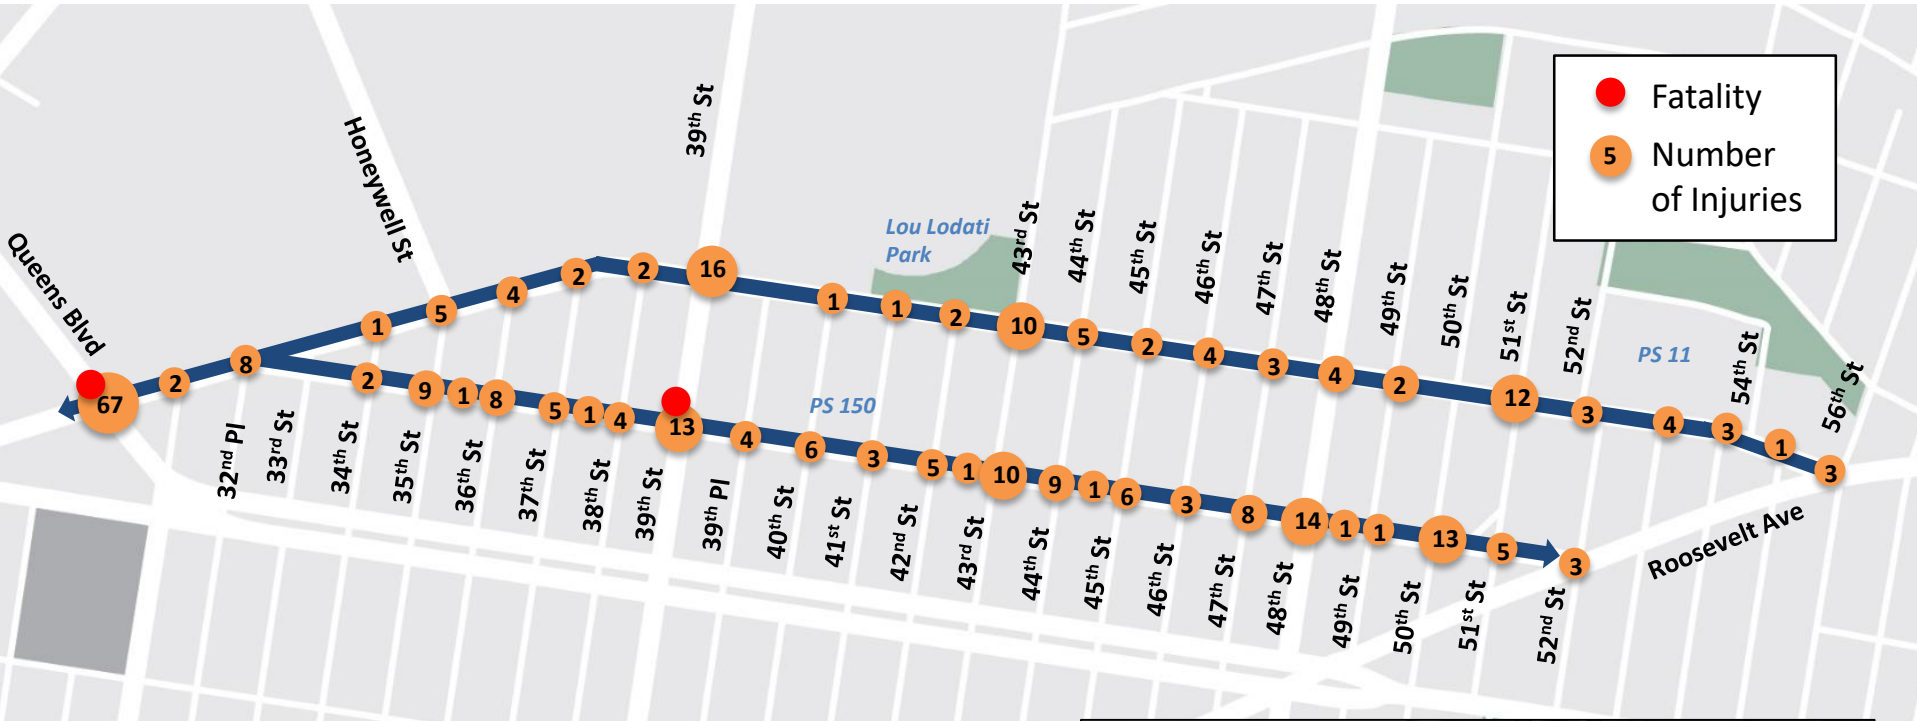 Fatality
5
Number
of Injuries
39th St
Honeywell St
Queens Blvd
Lou Lodati
Park
43rd St
44th St
45th St
46th St
47th St
48th St
49th St
50th St
51st St
52nd St
PS 11
54th St
56th St
67
2
8
1
5
4
2
2
16
1
1
2
10
5
2
4
3
4
2
12
3
4
3
1
3
2
9
1
8
5
1
4
13
4
6
3
5
1
10
9
1
6
3
8
14
1
1
13
5
3
PS 150
32nd Pl
33rd St
34th St
35th St
36th St
37th St
38th St
39th St
39th Pl
40th St
41st St
42nd St
43rd St
44th St
45th St
46th St
47th St
48th St
49th St
50th St
51st St
52nd St
Roosevelt Ave